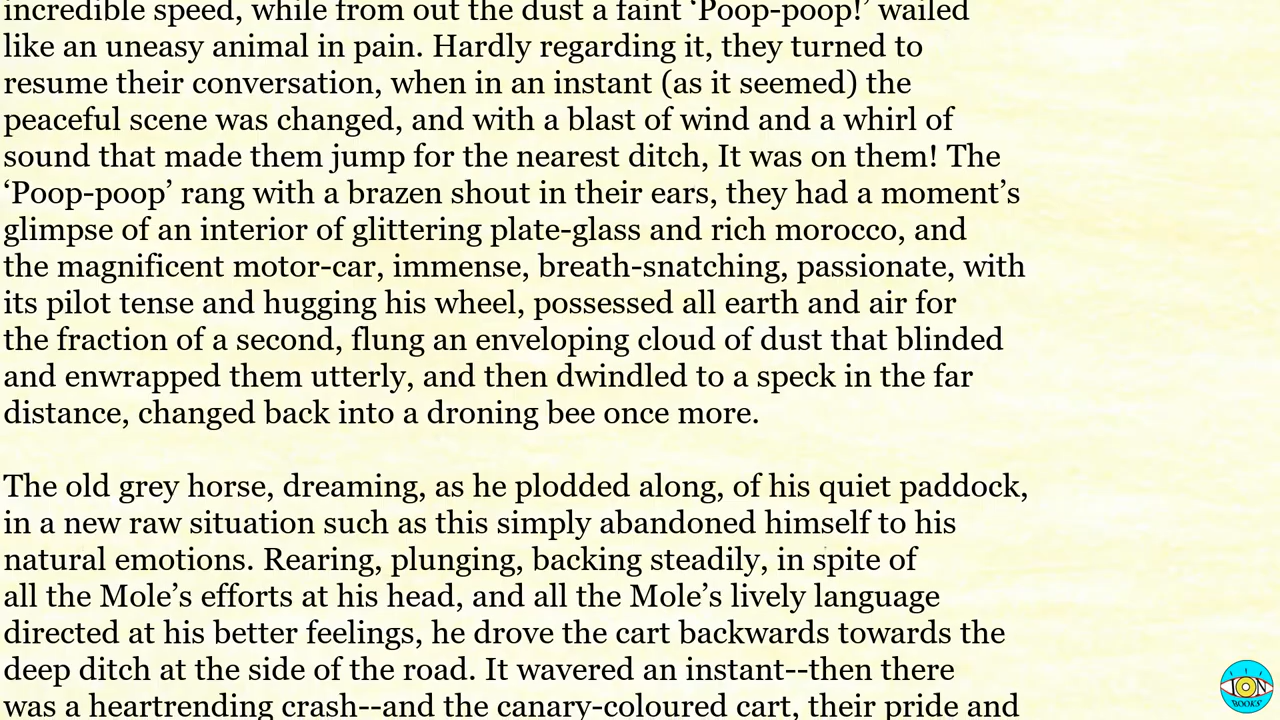 incredible speed, while from out the dust a faint ‘Poop-poop!’ wailed
like an uneasy animal in pain. Hardly regarding it, they turned to
resume their conversation, when in an instant (as it seemed) the
peaceful scene was changed, and with a blast of wind and a whirl of
sound that made them jump for the nearest ditch, It was on them! The
‘Poop-poop’ rang with a brazen shout in their ears, they had a moment’s
glimpse of an interior of glittering plate-glass and rich morocco, and
the magnificent motor-car, immense, breath-snatching, passionate, with
its pilot tense and hugging his wheel, possessed all earth and air for
the fraction of a second, flung an enveloping cloud of dust that blinded
and enwrapped them utterly, and then dwindled to a speck in the far
distance, changed back into a droning bee once more.
The old grey horse, dreaming, as he plodded along, of his quiet paddock,
in a new raw situation such as this simply abandoned himself to his
natural emotions. Rearing, plunging, backing steadily, in spite of
all the Mole’s efforts at his head, and all the Mole’s lively language
directed at his better feelings, he drove the cart backwards towards the
deep ditch at the side of the road. It wavered an instant--then there
was a heartrending crash--and the canary-coloured cart, their pride and
ION
BOOKS